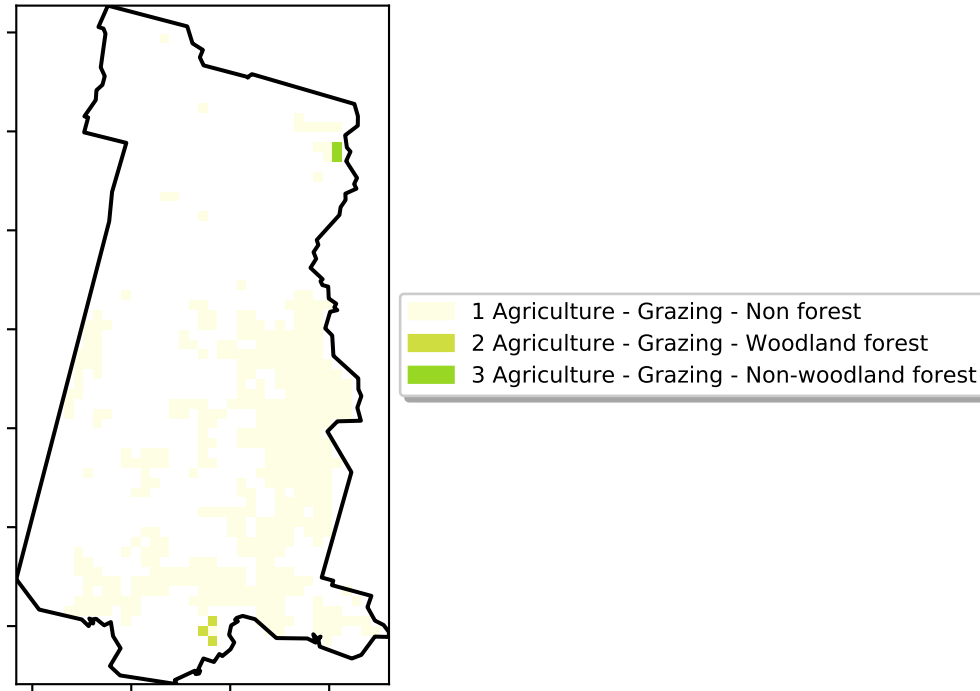 1 Agriculture - Grazing - Non forest
2 Agriculture - Grazing - Woodland forest
3 Agriculture - Grazing - Non-woodland forest